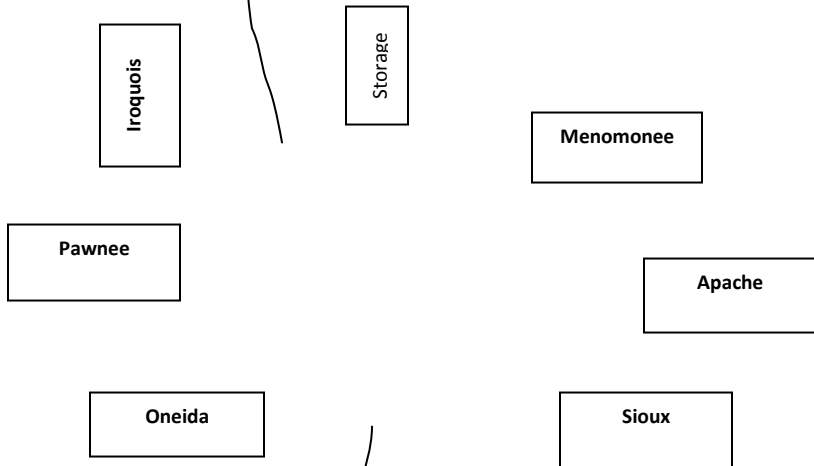 Iroquois
Storage
Menomonee
Pawnee
Apache
Oneida
Sioux